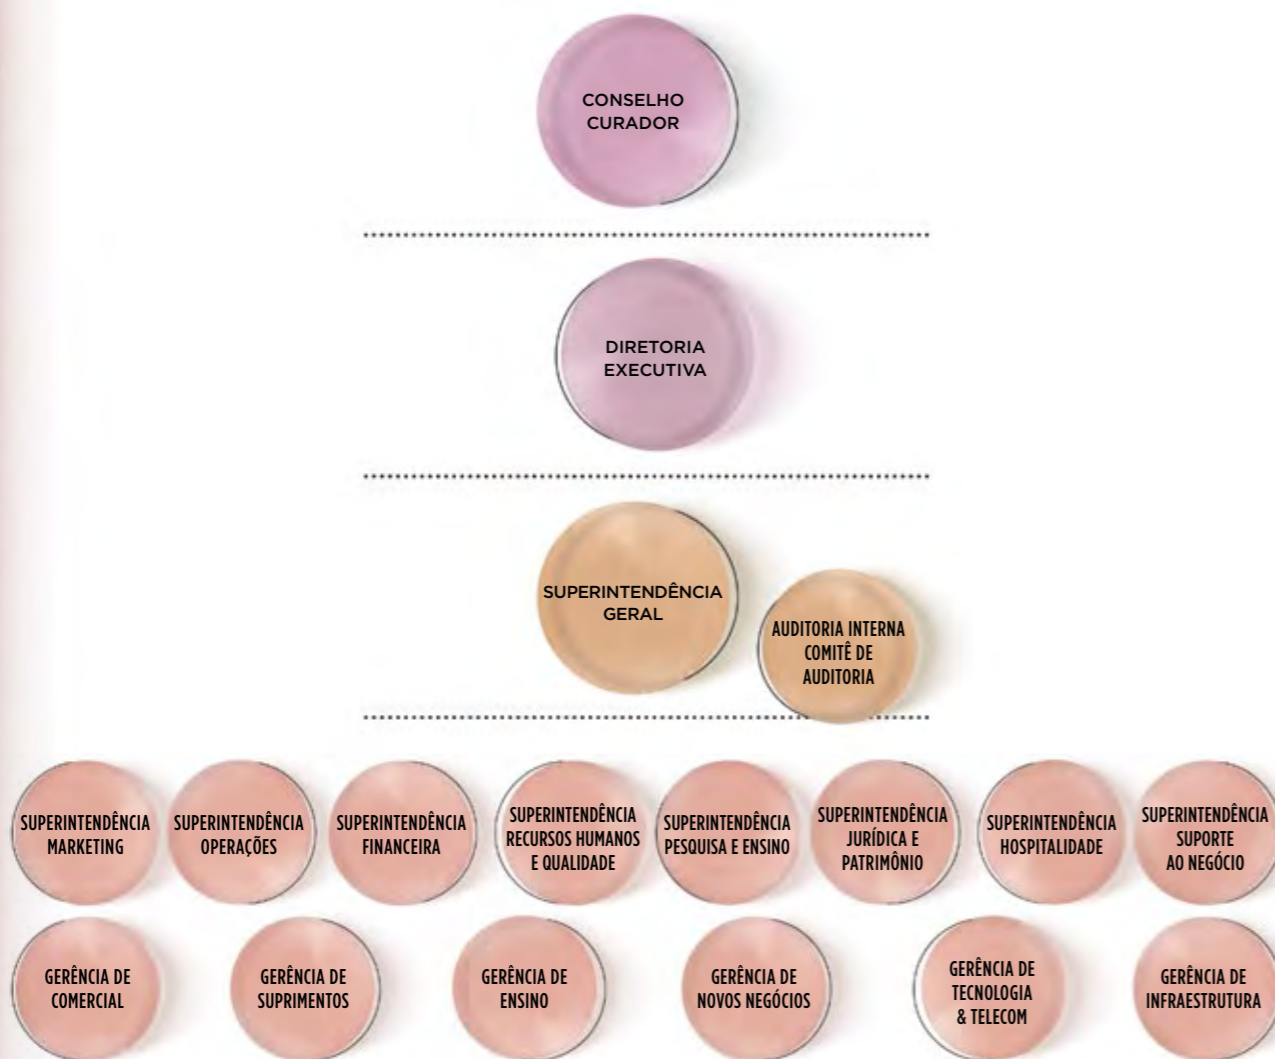 CONSELHO
CURADOR
DIRETORIA
EXECUTIVA
SUPERINTENDÊNCIA
GERAL
AUDITORIA INTERNA
COMITÊ DE
AUDITORIA
SUPERINTENDÊNCIA
MARKETING
SUPERINTENDÊNCIA
OPERAÇÕES
SUPERINTENDÊNCIA
FINANCEIRA
SUPERINTENDÊNCIA
RECURSOS HUMANOS
E QUALIDADE
SUPERINTENDÊNCIA
PESQUISA E ENSINO
SUPERINTENDÊNCIA
JURÍDICA E
PATRIMÔNIO
SUPERINTENDÊNCIA
HOSPITALIDADE
SUPERINTENDÊNCIA
SUPORTE
AO NEGÓCIO
GERÊNCIA DE
COMERCIAL
GERÊNCIA DE
SUPRIMENTOS
GERÊNCIA DE
ENSINO
GERÊNCIA DE
NOVOS NEGÓCIOS
GERÊNCIA DE
TECNOLOGIA
& TELECOM
GERÊNCIA DE
INFRAESTRUTURA